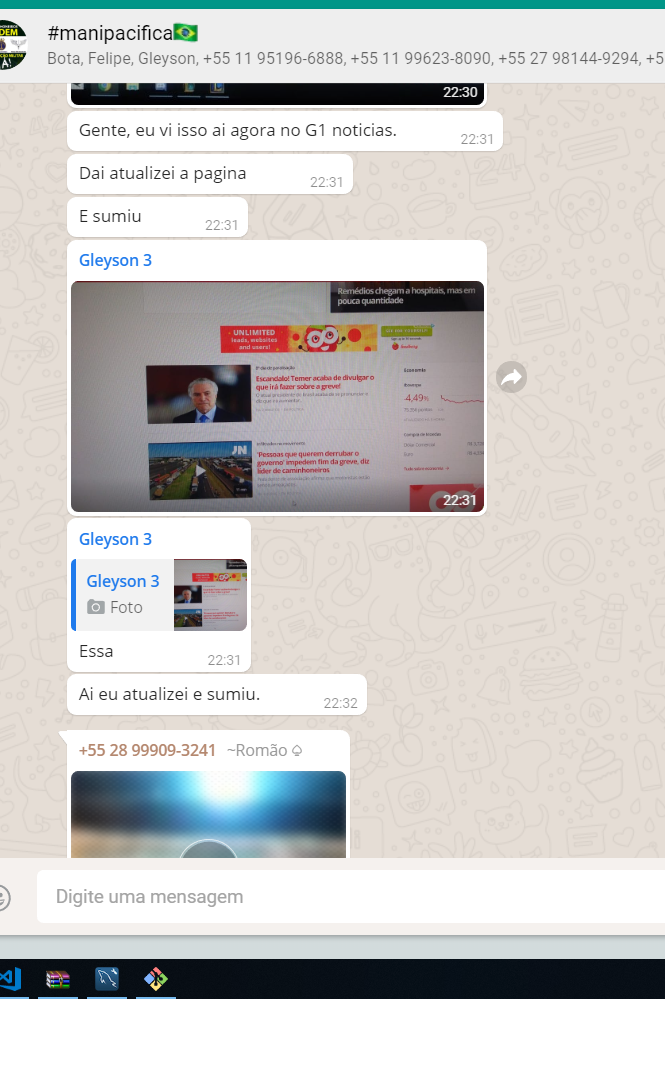 #manipacifica
Bota, Felipe, Gleyson, +55 11 95196-6888, +55 11 99623-8090, +55 27 98144-9294, +5
DEM
22:30
Gente, eu vi isso ai agora no G1 noticias.
22:31
Dai atualizei a pagina
22:31
E sumiu
22:31
Gleyson 3
Remédios chegam a hospitais, mas em
pouca quantidade
UNLIMITED
leads, websites
and users!
Escandalo! Temer acaba de divulgar o
que irá fazer sobre a greve!
Economia
-4,49%
JN
'Pessoas que querem derrubar o
governo' impedem fim da greve, diz
líder de caminhoneiros
22:31
Gleyson 3
Gleyson 3
Foto
Essa
22:31
Ai eu atualizei e sumiu.
22:32
+55 28 99909-3241 ~Romão
Digite uma mensagem